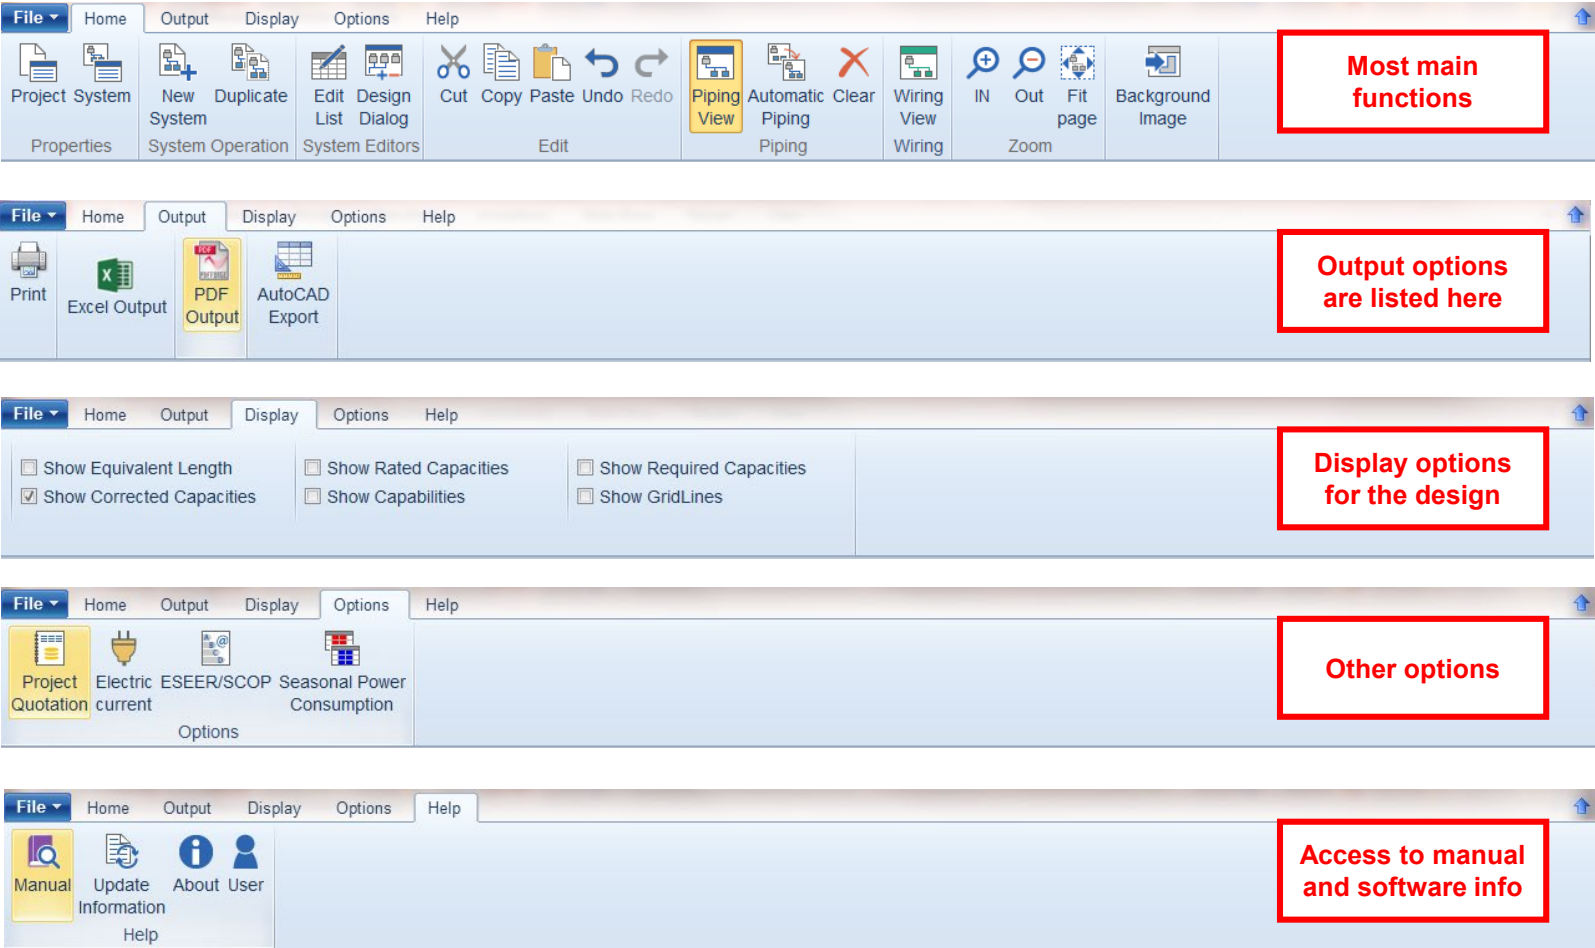 File Home Output Display Options Help
Project System New System Duplicate Edit List Design Dialog Cut Copy Paste Undo Redo Piping View Automatic Piping Clear Wiring View IN Out Fit page Background Image
Properties System Operation System Editors Edit Piping Wiring Zoom
Most main
functions
File Home Output Display Options Help
Print Excel Output PDF Output AutoCAD Export
Output options
are listed here
File Home Output Display Options Help
Show Equivalent Length Show Rated Capacities Show Required Capacities
Show Corrected Capacities Show Capabilities Show GridLines
Display options
for the design
File Home Output Display Options Help
Project Quotation Electric current ESEER/SCOP Seasonal Power Consumption
Options
Other options
File Home Output Display Options Help
Manual Update Information About User
Help
Access to manual
and software info